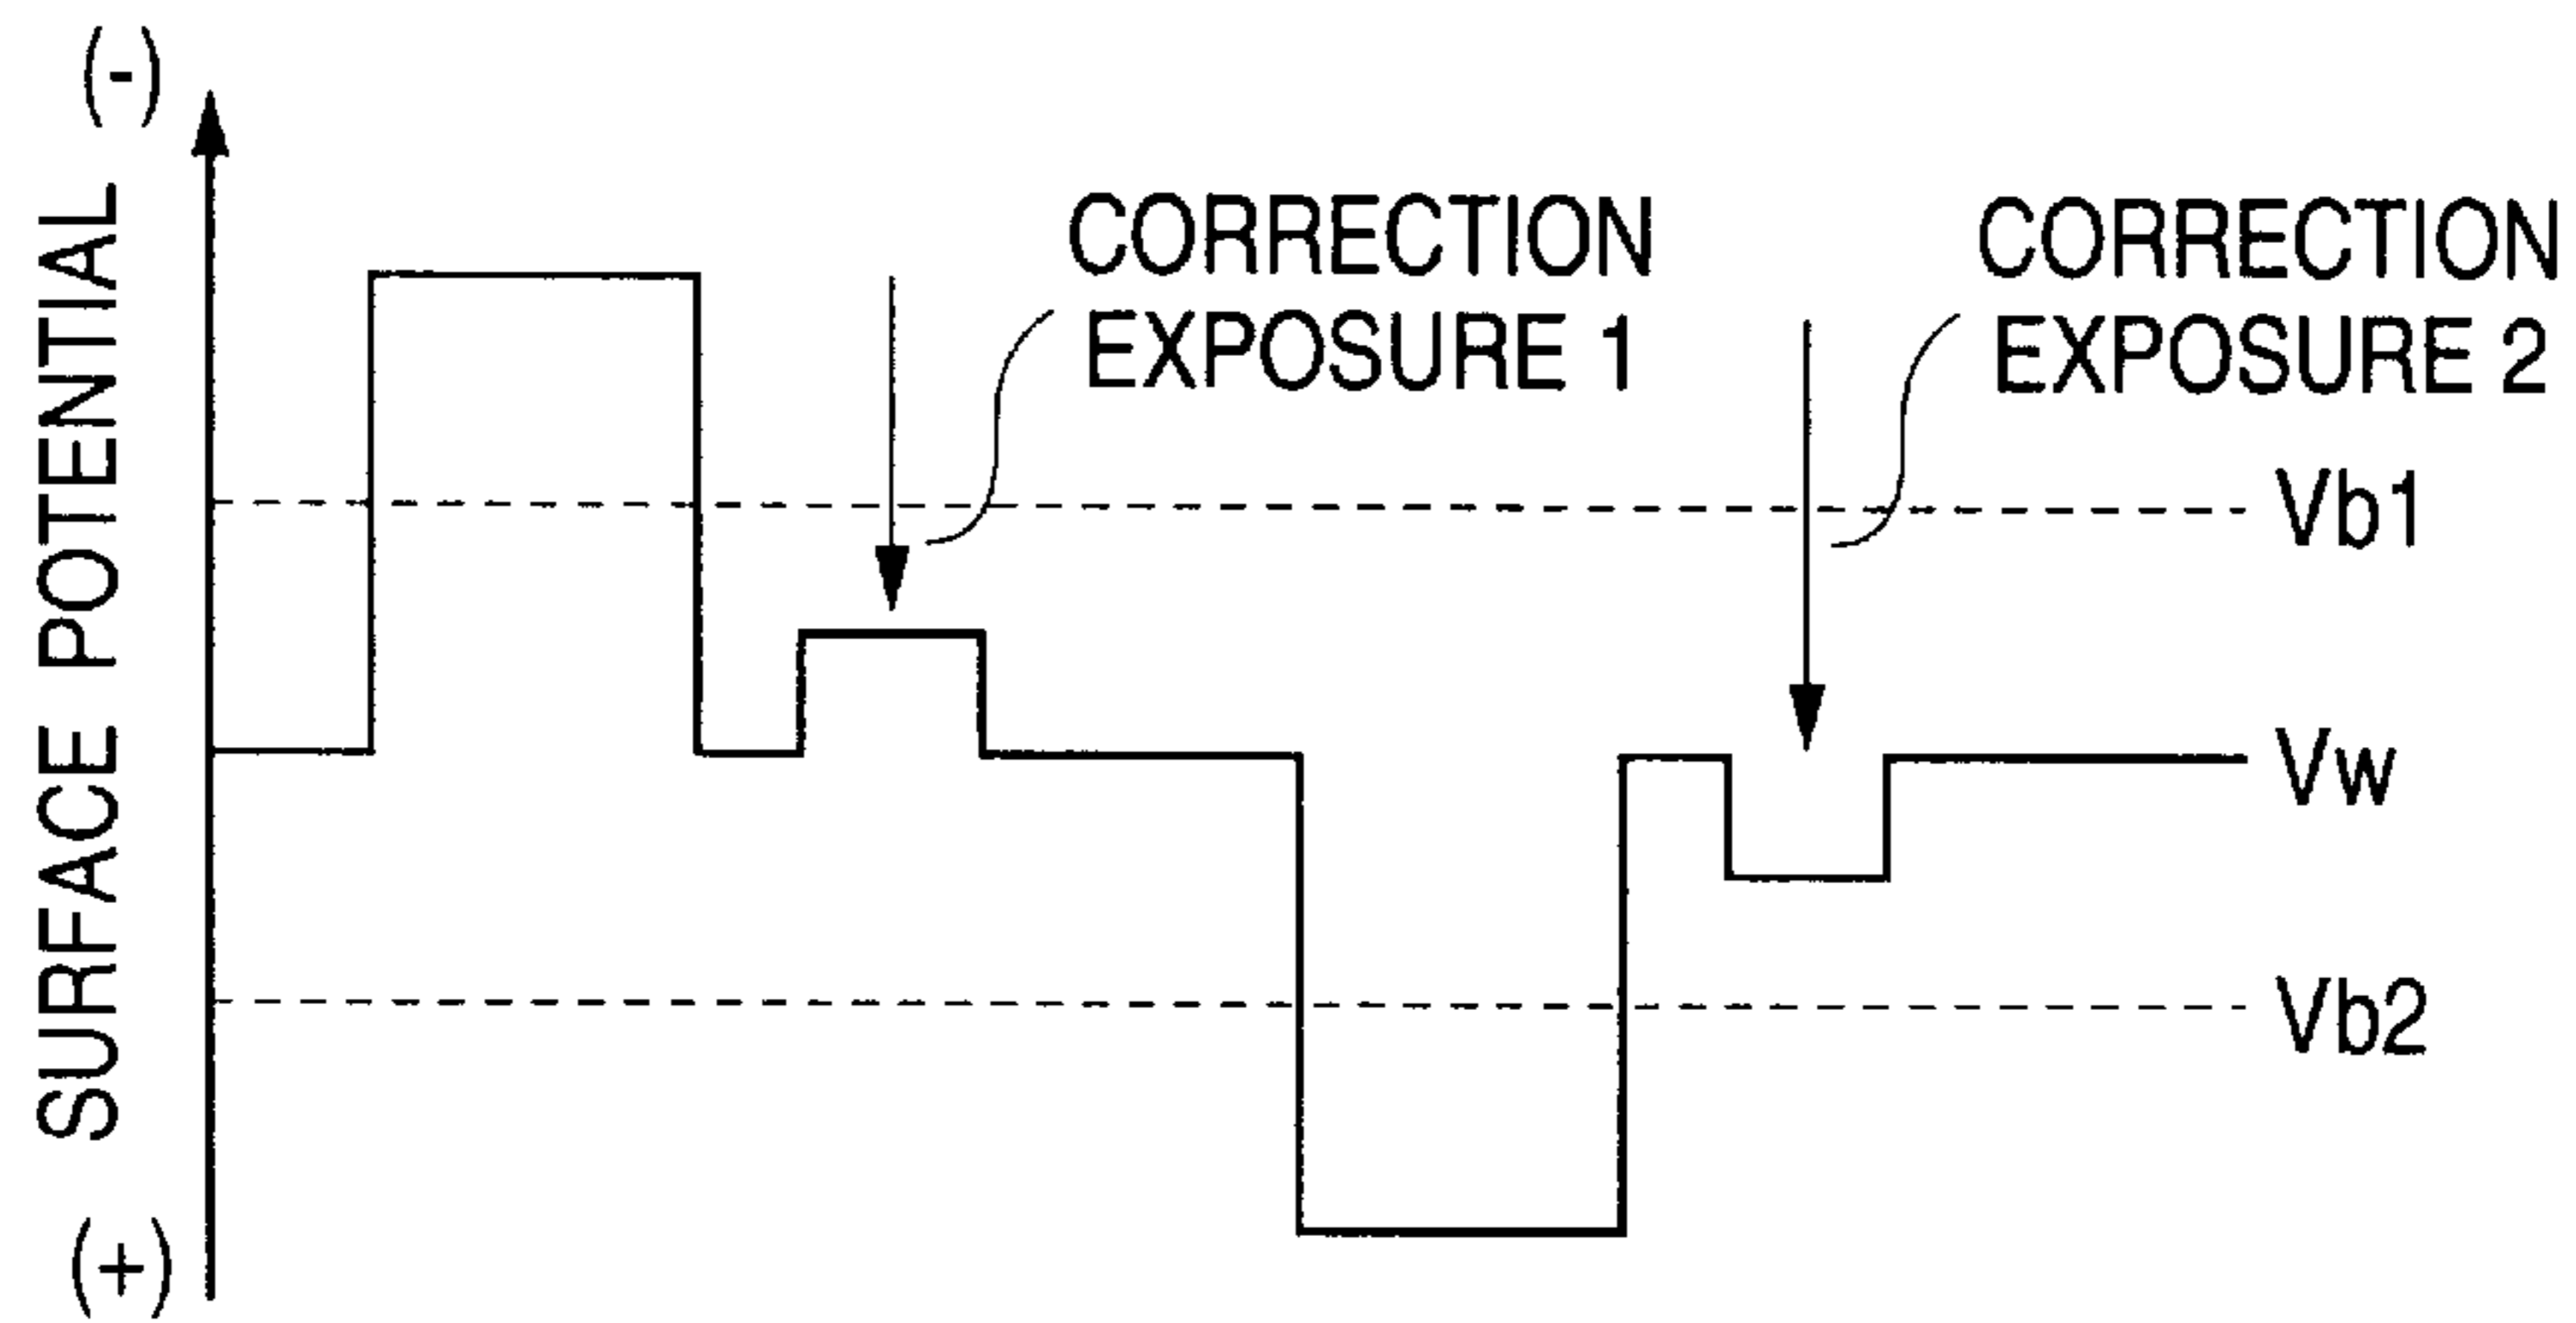 (-)
SURFACE POTENTIAL
(+)
CORRECTION
EXPOSURE 1
CORRECTION
EXPOSURE 2
Vb1
Vw
Vb2